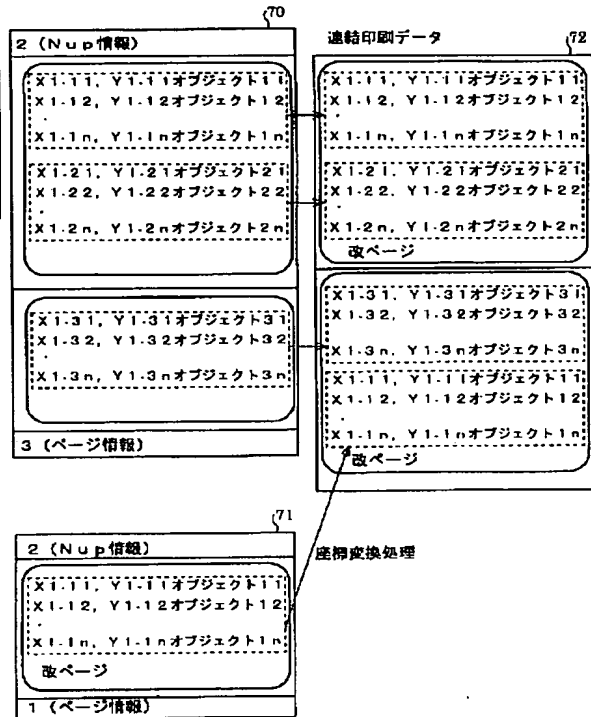 70
2 (Nup情報)
X1-11, Y1-11オブジェクト11
X1-12, Y1-12オブジェクト12
.
X1-1n, Y1-1nオブジェクト1n
X1-21, Y1-21オブジェクト21
X1-22, Y1-22オブジェクト22
.
X1-2n, Y1-2nオブジェクト2n
X1-31, Y1-31オブジェクト31
X1-32, Y1-32オブジェクト32
.
X1-3n, Y1-3nオブジェクト3n
3 (ページ情報)
連結印刷データ
72
X1-11, Y1-11オブジェクト11
X1-12, Y1-12オブジェクト12
.
X1-1n, Y1-1nオブジェクト1n
X1-21, Y1-21オブジェクト21
X1-22, Y1-22オブジェクト22
.
X1-2n, Y1-2nオブジェクト2n
改ページ
X1-31, Y1-31オブジェクト31
X1-32, Y1-32オブジェクト32
.
X1-3n, Y1-3nオブジェクト3n
X1-11, Y1-11オブジェクト11
X1-12, Y1-12オブジェクト12
.
X1-1n, Y1-1nオブジェクト1n
改ページ
71
2 (Nup情報)
X1-11, Y1-11オブジェクト11
X1-12, Y1-12オブジェクト12
.
X1-1n, Y1-1nオブジェクト1n
改ページ
1 (ページ情報)
座標変換処理